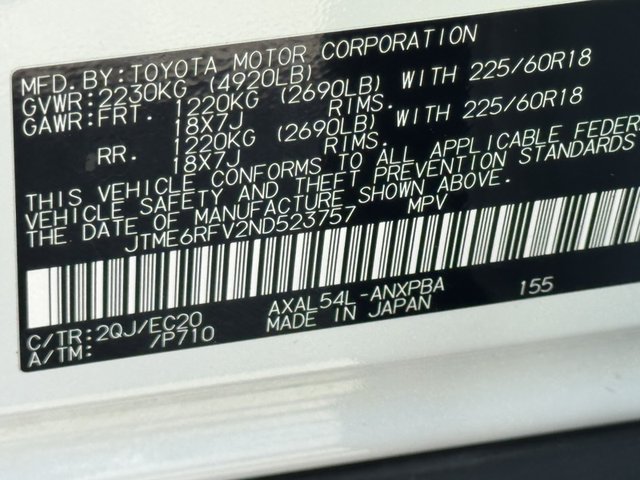 MFD. BY: TOYOTA MOTOR CORPORATION
GVWR: 2230KG (4920LB)
GAWR: FRT. 1220KG (2690LB) WITH 225/60R18
18X7J RIMS.
RR. 1220KG (2690LB) WITH 225/60R18
18X7J RIMS.
THIS VEHICLE CONFORMS TO ALL APPLICABLE FEDER
VEHICLE SAFETY AND THEFT PREVENTION STANDARDS
THE DATE OF MANUFACTURE SHOWN ABOVE.
JTME6RFV2ND523757 MPV
C/TR: 2QJ/EC20 AXAL54L-ANXPBA 155
A/TM: /P710 MADE IN JAPAN